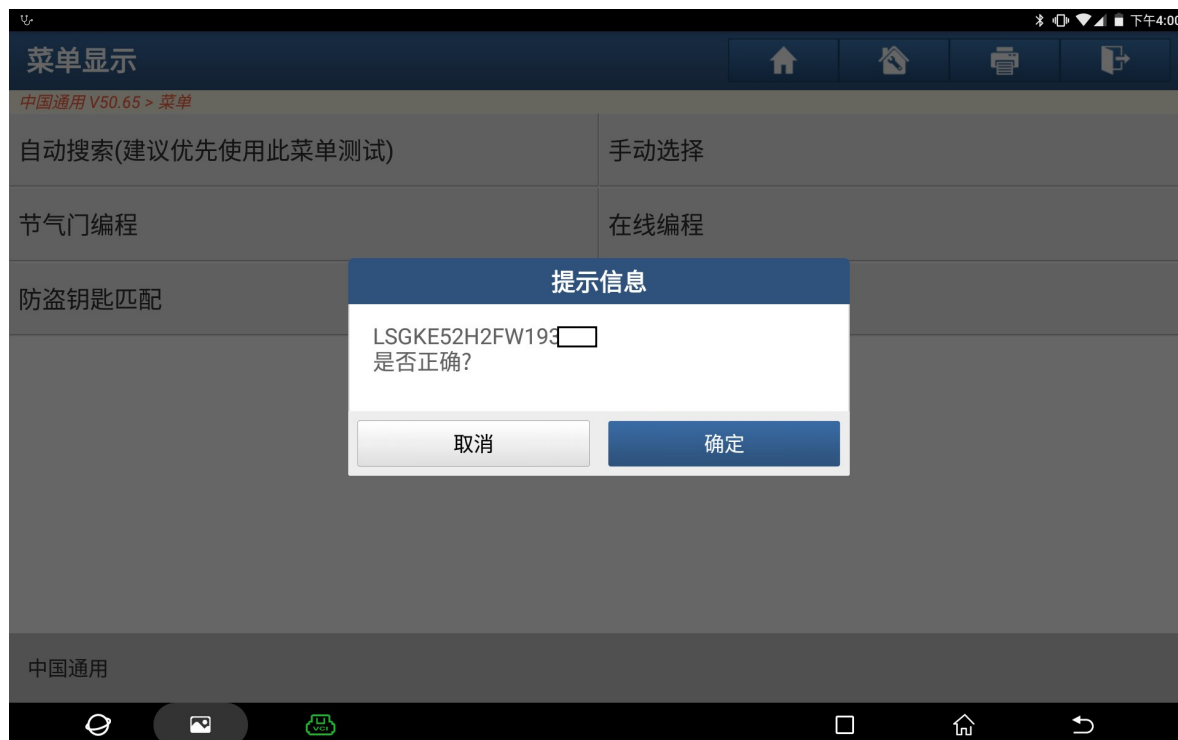 下午4:00
菜单显示
中国通用 V50.65 > 菜单
自动搜索(建议优先使用此菜单测试)
手动选择
节气门编程
在线编程
防盗钥匙匹配
提示信息
LSGKE52H2FW193
是否正确?
取消
确定
中国通用
VCI